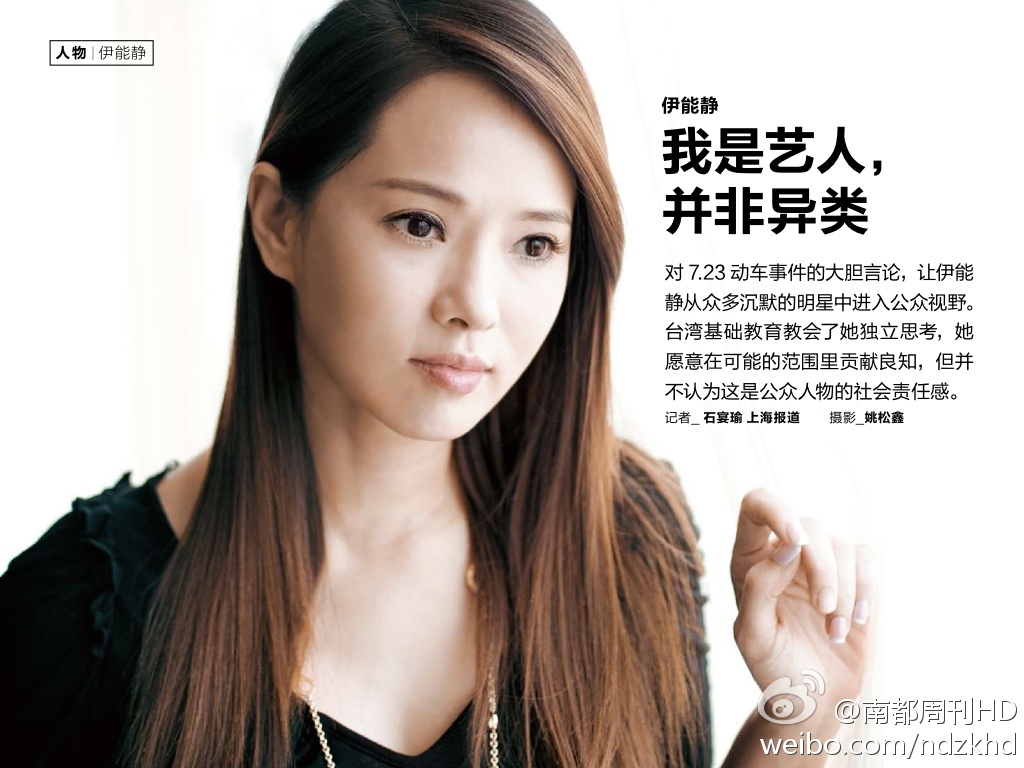 人物|伊能静
伊能静
我是艺人，
并非异类
对 7.23 动车事件的大胆言论，让伊能
静从众多沉默的明星中进入公众视野。
台湾基础教育教会了她独立思考，她
愿意在可能的范围里贡献良知，但并
不认为这是公众人物的社会责任感。
记者_ 石宴瑜 上海报道 摄影_姚松鑫
@南都周刊HD
weibo.com/ndzkhd